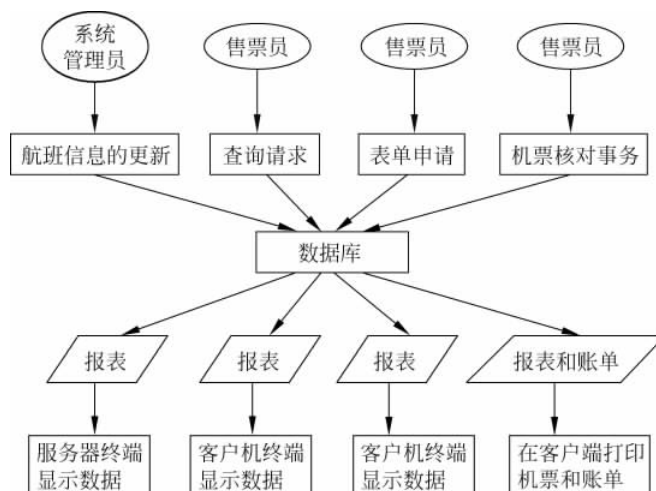 系统
管理员
售票员
售票员
售票员
航班信息的更新
查询请求
表单申请
机票核对事务
数据库
报表
报表
报表
报表和账单
服务器终端
显示数据
客户机终端
显示数据
客户机终端
显示数据
在客户端打印
机票和账单